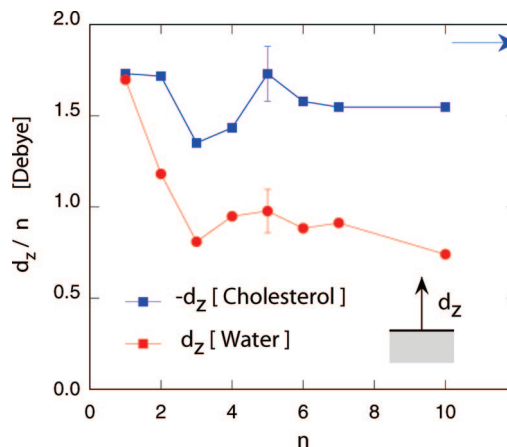 2.0
1.5
1.0
0.5
0.0
d_z / n [Debye]
-d_z [ Cholesterol ]
d_z [ Water ]
d_z
0 2 4 6 8 10
n